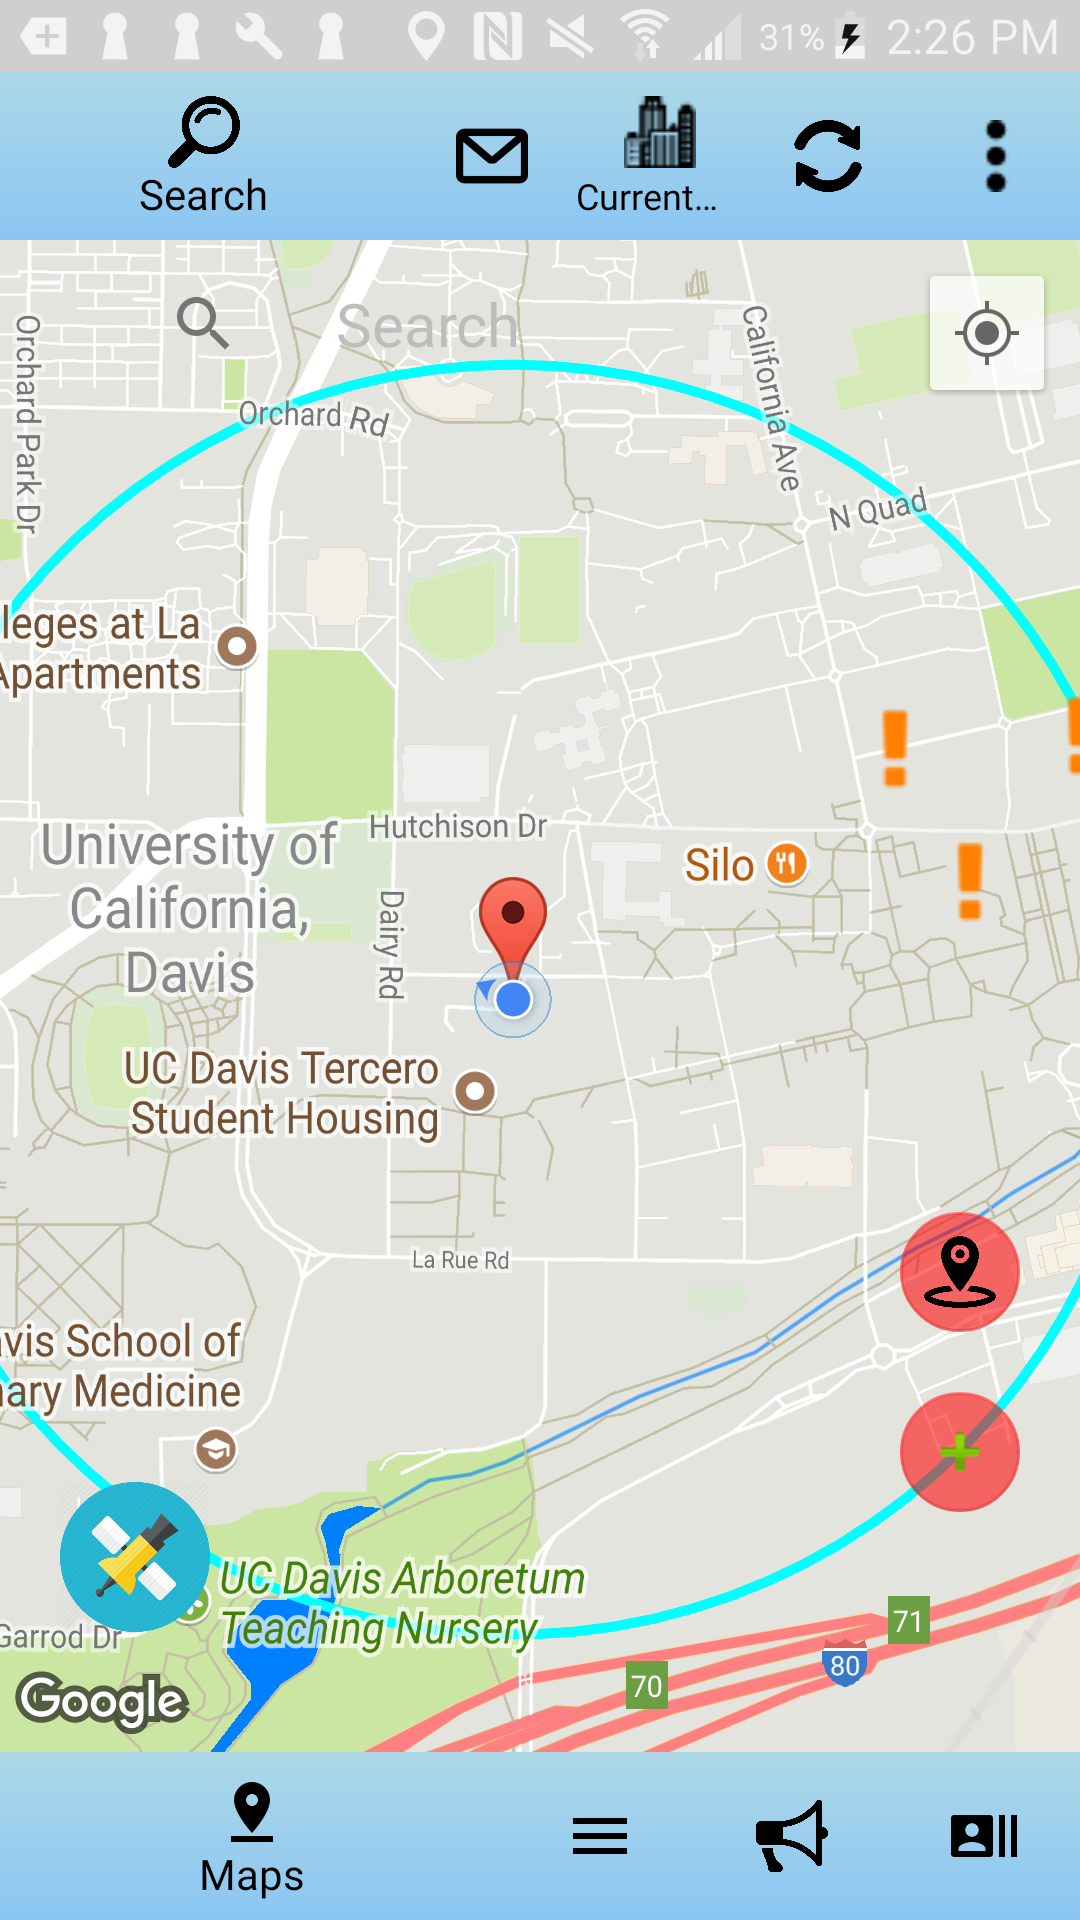 31% 2:26 PM
Search
Current...
Search
Orchard Park Dr
California Ave
Orchard Rd
N Quad
leges at La
Apartments
Hutchison Dr
University of
California,
Davis
Silo
Dairy Rd
UC Davis Tercero
Student Housing
La Rue Rd
avis School of
nary Medicine
UC Davis Arboretum
Teaching Nursery
Garrod Dr
71
80
70
Google
Maps